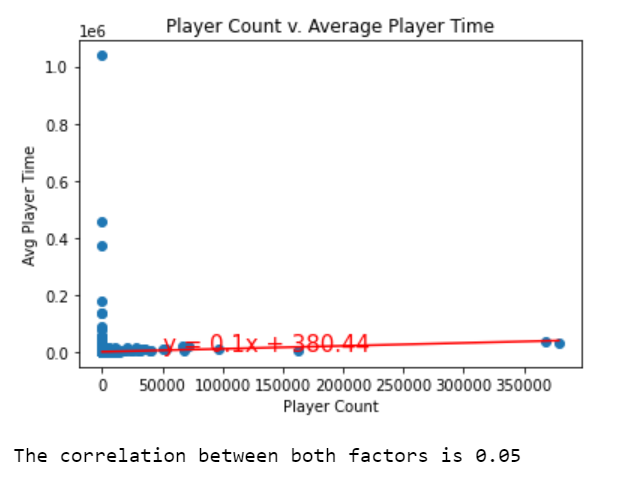 Player Count v. Average Player Time
1e6
1.0
0.8
0.6
0.4
0.2
0.0
Avg Player Time
y = 0.1x + 380.44
0 50000 100000 150000 200000 250000 300000 350000
Player Count
The correlation between both factors is 0.05